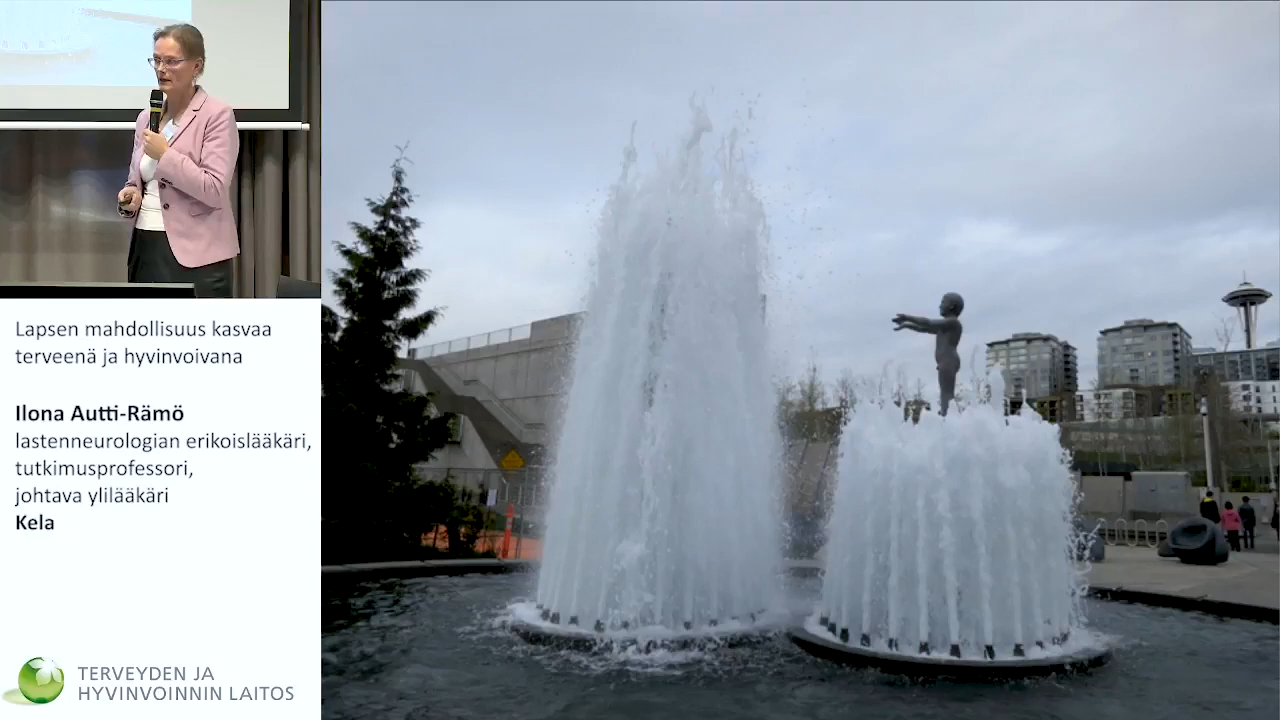 Lapsen mahdollisuus kasvaa
terveenä ja hyvinvoivana
Ilona Autti-Rämö
lastenneurologian erikoislääkäri,
tutkimusprofessori,
johtava ylilääkäri
Kela
TERVEYDEN JA
HYVINVOINNIN LAITOS